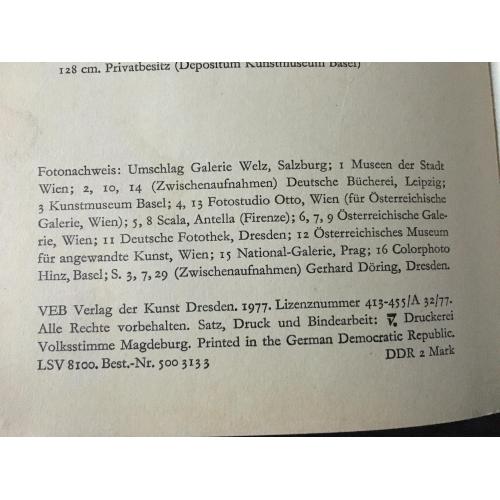 128 cm. Privatbesitz (Depositum Kunstmuseum Basel)
Fotonachweis: Umschlag Galerie Welz, Salzburg; 1 Museen der Stadt
Wien; 2, 10, 14 (Zwischenaufnahmen) Deutsche Bücherei, Leipzig;
3 Kunstmuseum Basel; 4, 13 Fotostudio Otto, Wien (für Österreichische
Galerie, Wien); 5, 8 Scala, Antella (Firenze); 6, 7, 9 Österreichische Gale-
rie, Wien; 11 Deutsche Fotothek, Dresden; 12 Österreichisches Museum
für angewandte Kunst, Wien; 15 National-Galerie, Prag; 16 Colorphoto
Hinz, Basel; S. 3, 7, 29 (Zwischenaufnahmen) Gerhard Döring, Dresden.
VEB Verlag der Kunst Dresden. 1977. Lizenznummer 413-455/A 32/77.
Alle Rechte vorbehalten. Satz, Druck und Bindearbeit: V. Druckerei
Volksstimme Magdeburg. Printed in the German Democratic Republic.
LSV 8100. Best.-Nr. 500 313 3 DDR 2 Mark